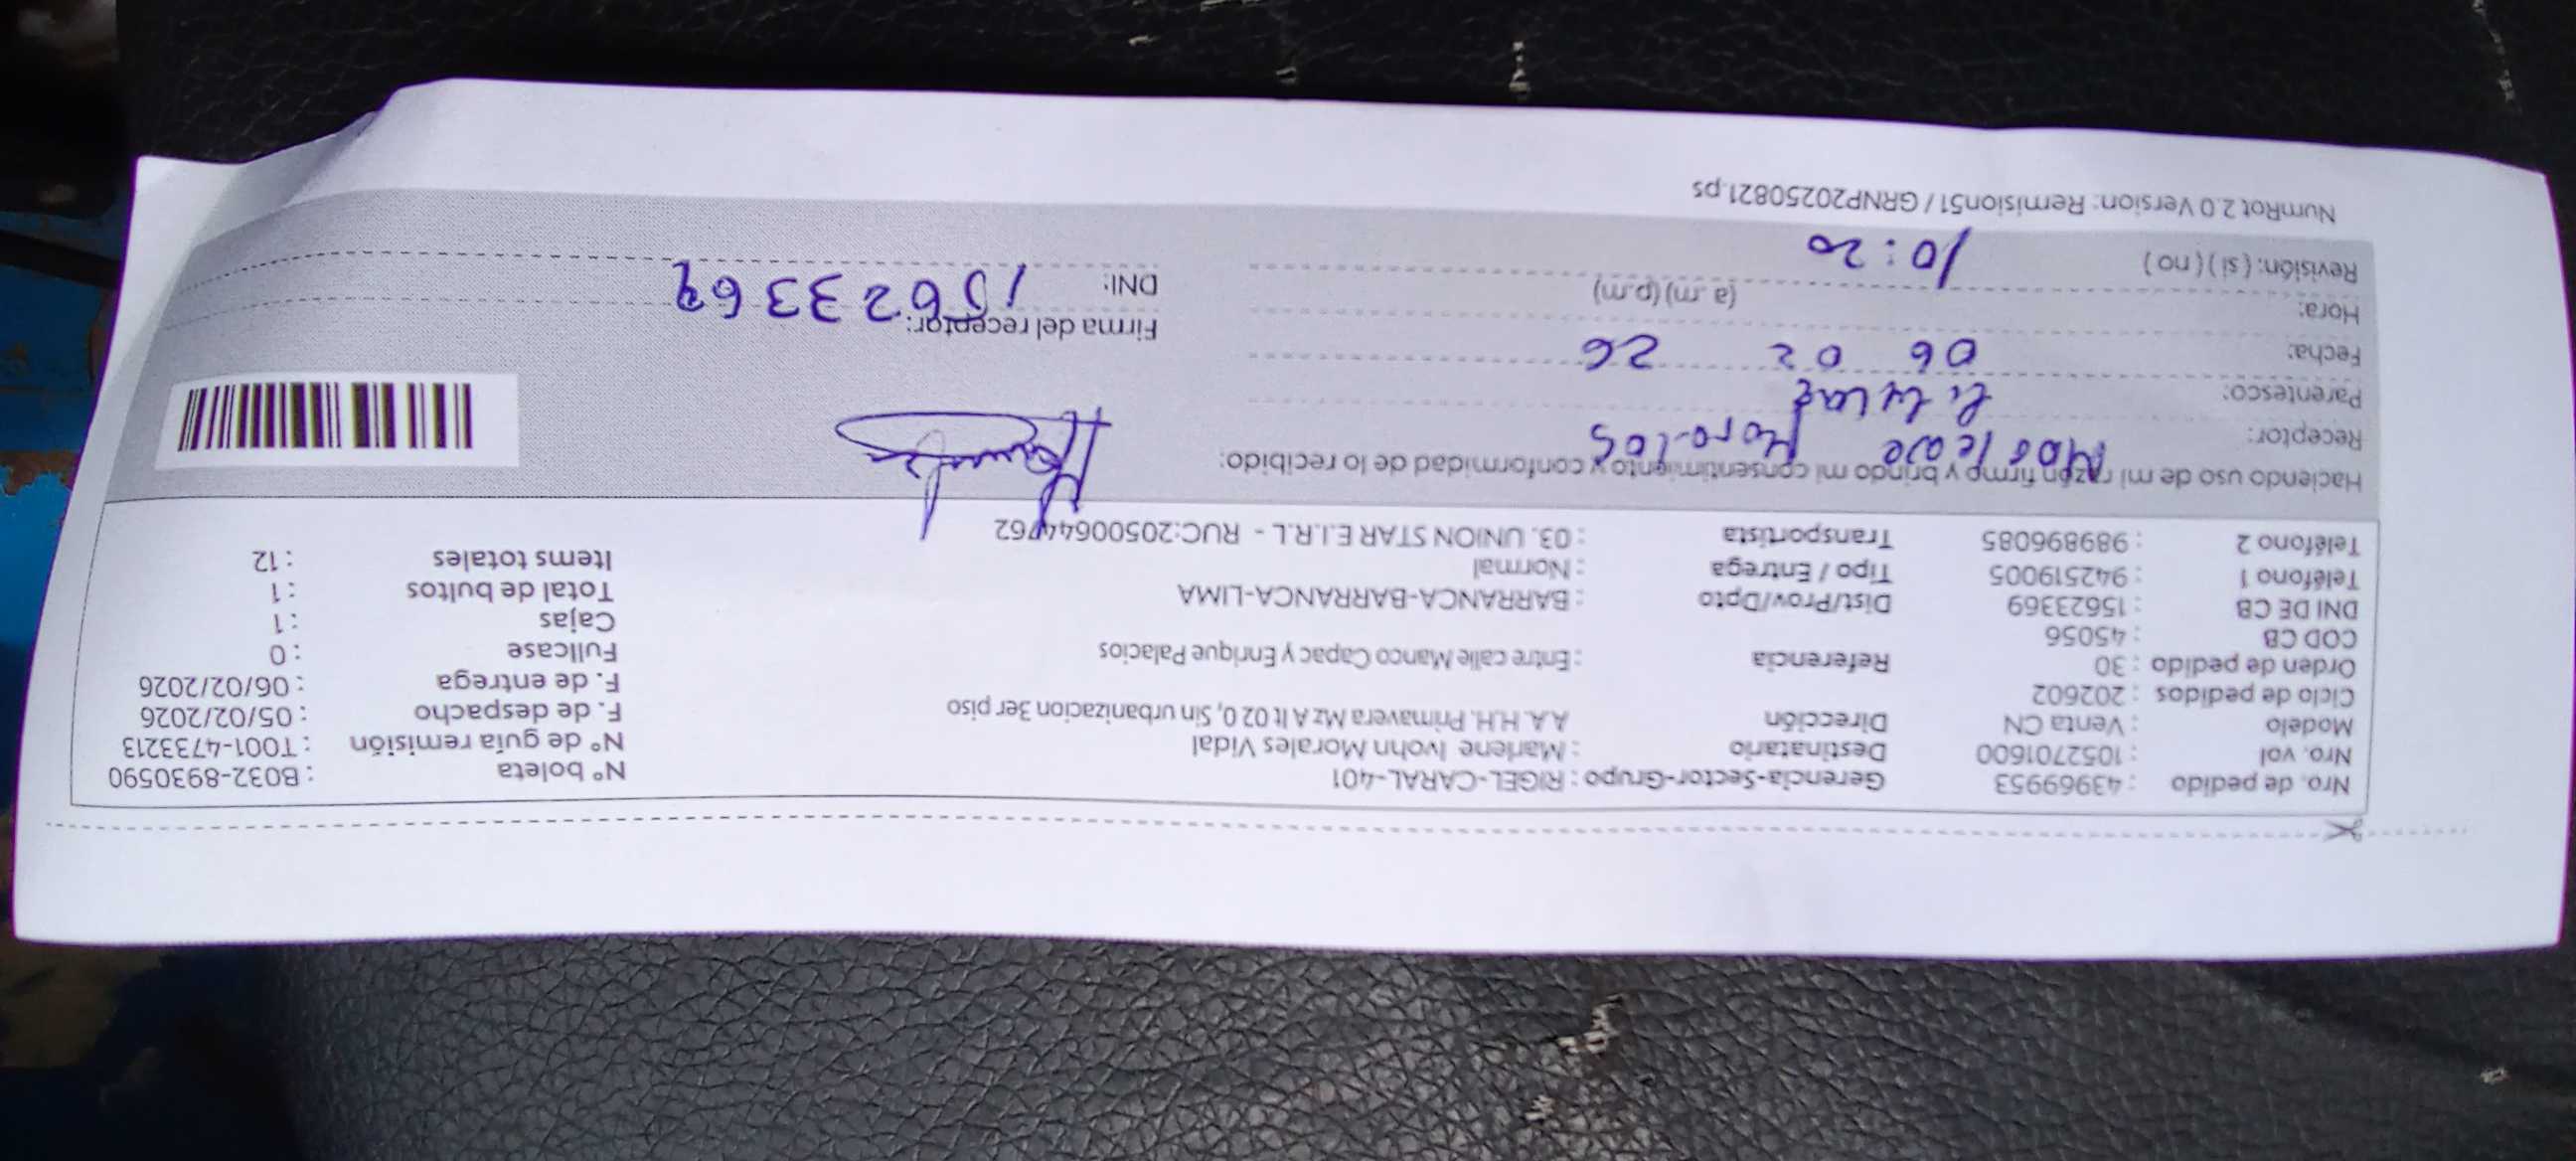 Nro. de pedido : 43969953 Gerencia-Sector-Grupo : RIGEL-CARAL-401 N° boleta : B032-8930590
Nro. vol : 1052701600 Destinatario : Marlene Ivohn Morales Vidal N° de guía remisión : T001-4733213
Modelo : Venta CN Dirección A.A. H.H. Primavera Mz A lt 02 0, Sin urbanizacion 3er piso F. de despacho : 05/02/2026
Ciclo de pedidos : 202602 F. de entrega : 06/02/2026
Orden de pedido : 30 Referencia : Entre calle Manco Capac y Enrique Palacios Fullcase : 0
COD CB : 45056 Cajas : 1
DNI DE CB : 15623369 Dist/Prov/Dpto : BARRANCA-BARRANCA-LIMA Total de bultos : 1
Teléfono 1 : 942519005 Tipo / Entrega : Normal Items totales : 12
Teléfono 2 : 989896085 Transportista : 03. UNION STAR E.I.R.L - RUC:20500644762
Haciendo uso de mi razón firmo y brindo mi consentimiento y conformidad de lo recibido:
Receptor: Morales
Parentesco: titular
Fecha: 06 02 26
Firma del receptor:
Hora: 10:20 (a.m) (p.m)
DNI: 15623369
Revisión: ( si ) ( no )
NumRot 2.0 Version: Remision51 / GRNP20250821.ps